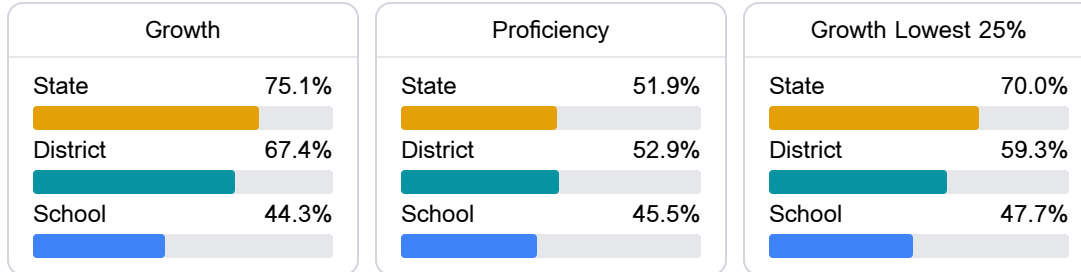 Growth
State 75.1%
District 67.4%
School 44.3%
Proficiency
State 51.9%
District 52.9%
School 45.5%
Growth Lowest 25%
State 70.0%
District 59.3%
School 47.7%